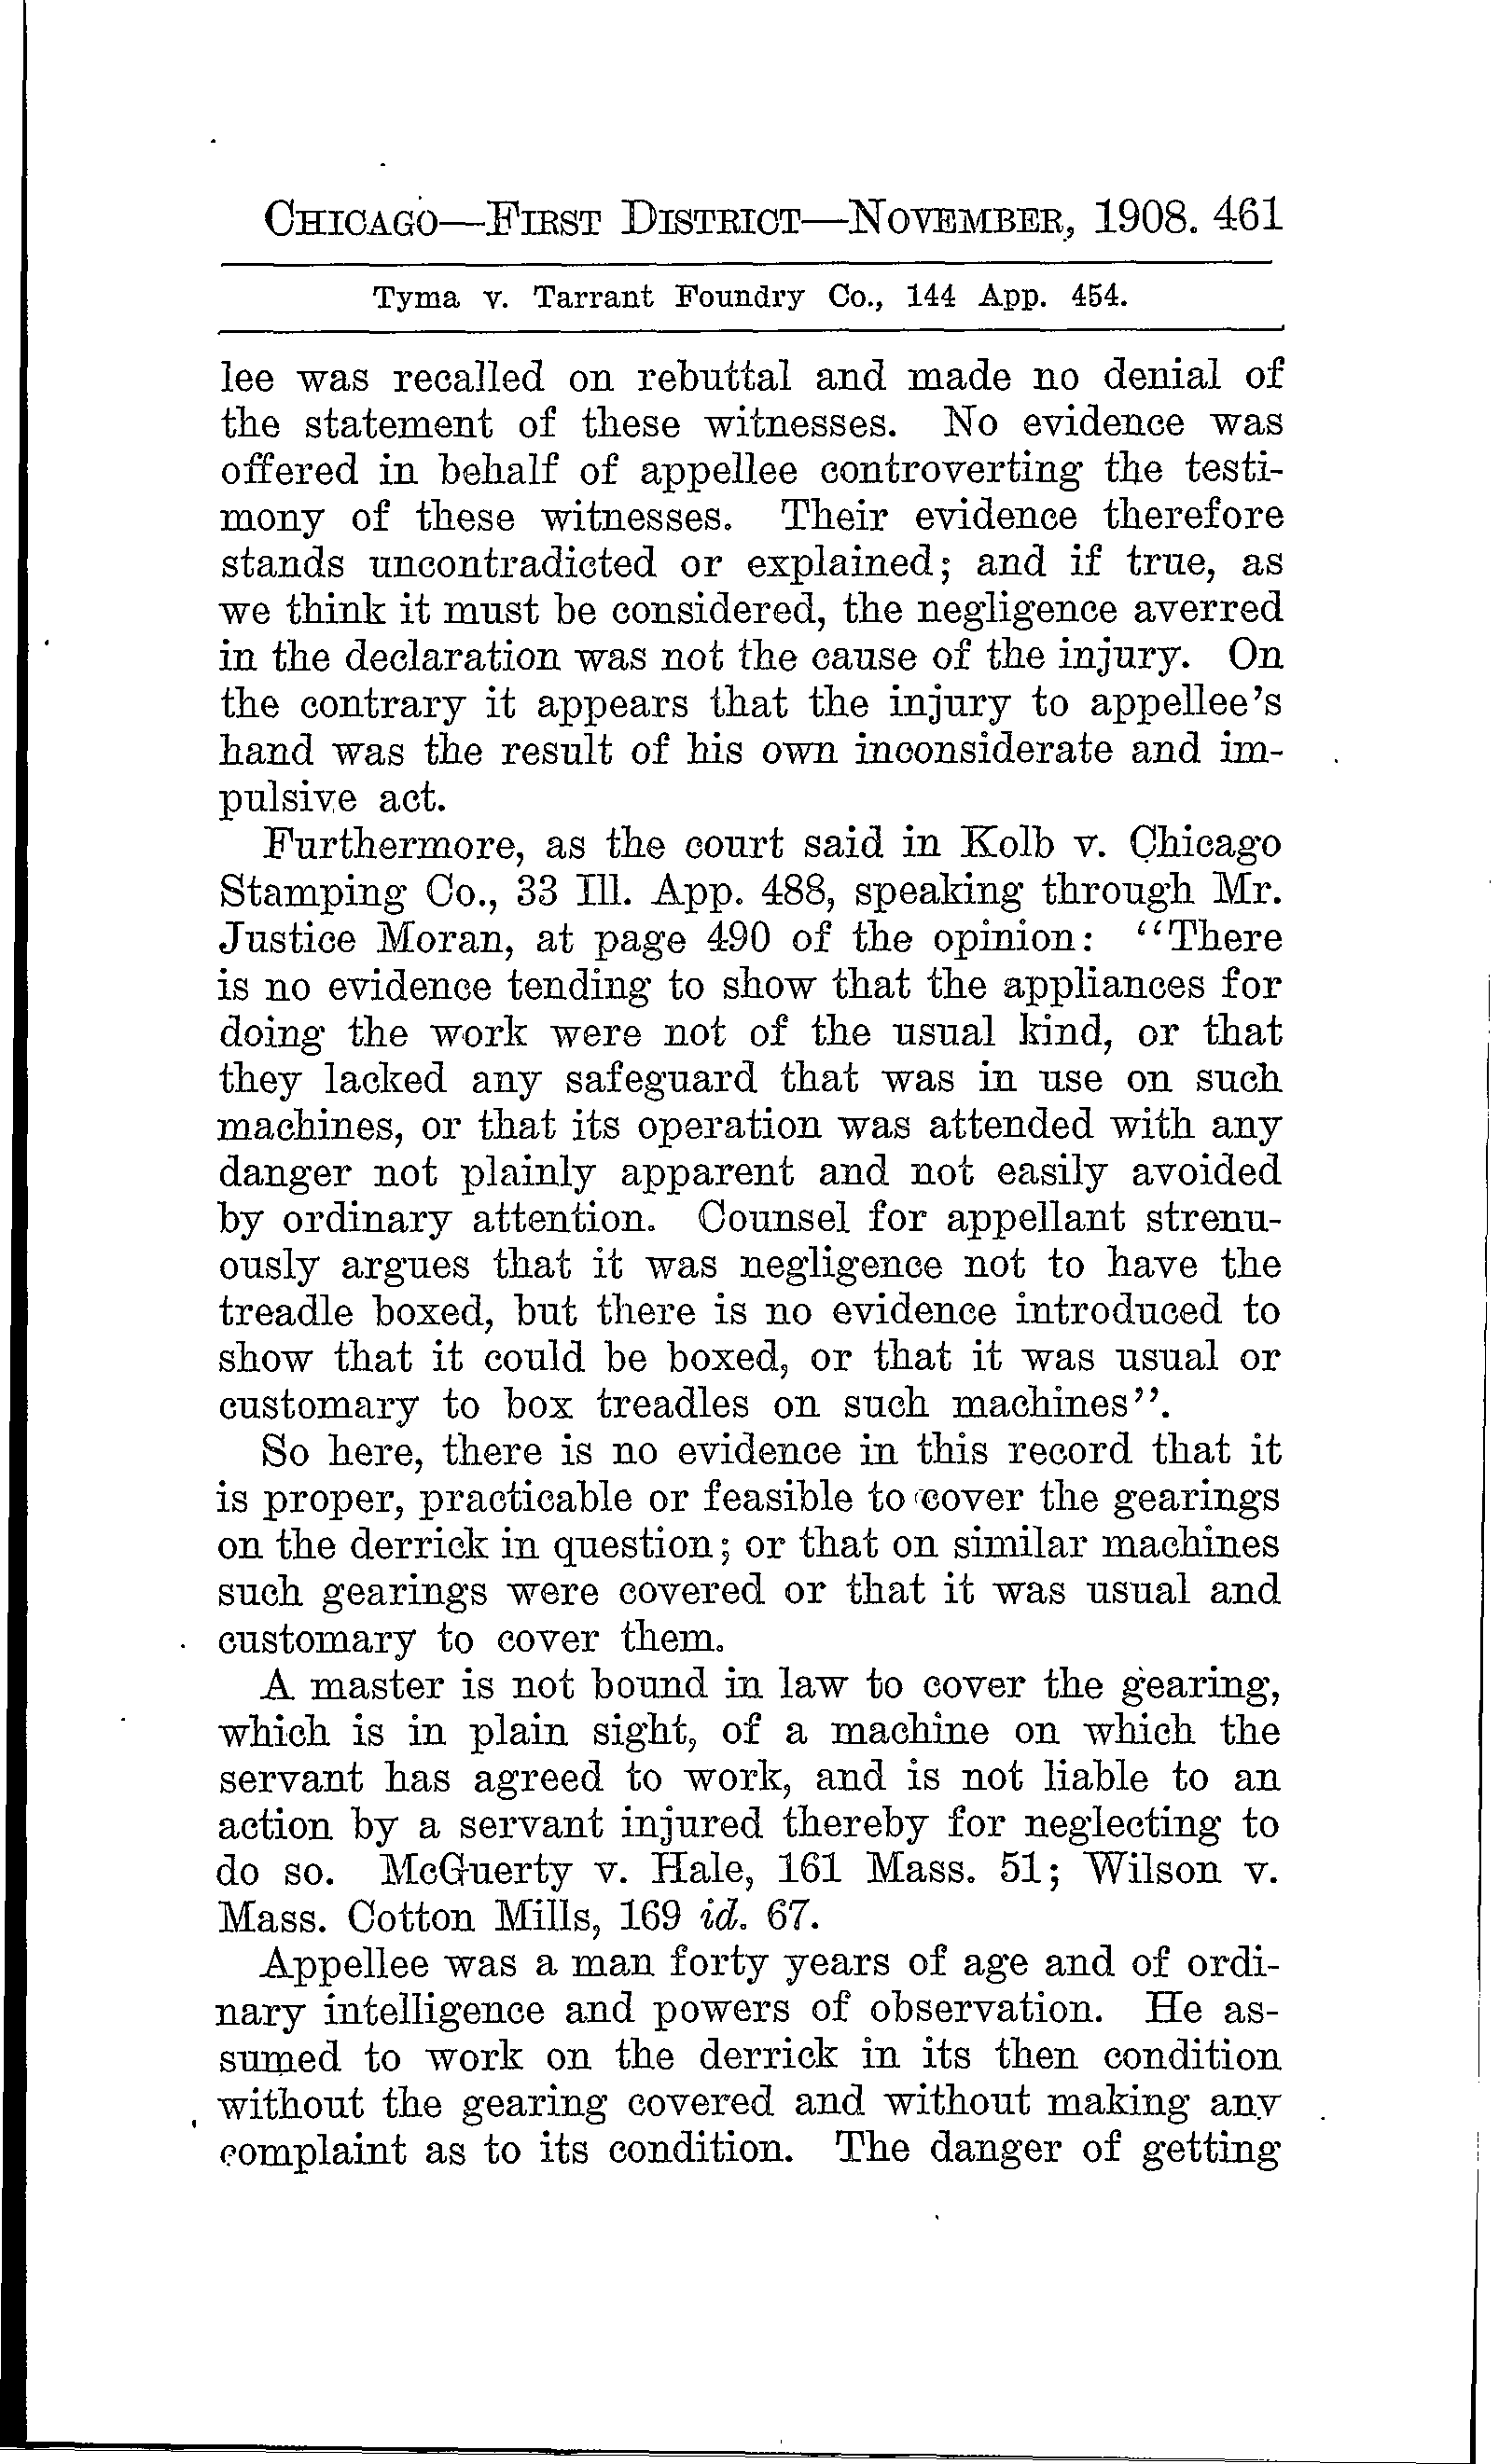 CHICAGO—FIRST DISTRICT—NOVEMBER, 1908. 461
Tyma v. Tarrant Foundry Co., 144 App. 454.
lee was recalled on rebuttal and made no denial of
the statement of these witnesses. No evidence was
offered in behalf of appellee controverting the testi-
mony of these witnesses. Their evidence therefore
stands uncontradicted or explained; and if true, as
we think it must be considered, the negligence averred
in the declaration was not the cause of the injury. On
the contrary it appears that the injury to appellee's
hand was the result of his own inconsiderate and im-
pulsive act.
Furthermore, as the court said in Kolb v. Chicago
Stamping Co., 33 Ill. App. 488, speaking through Mr.
Justice Moran, at page 490 of the opinion: "There
is no evidence tending to show that the appliances for
doing the work were not of the usual kind, or that
they lacked any safeguard that was in use on such
machines, or that its operation was attended with any
danger not plainly apparent and not easily avoided
by ordinary attention. Counsel for appellant strenu-
ously argues that it was negligence not to have the
treadle boxed, but there is no evidence introduced to
show that it could be boxed, or that it was usual or
customary to box treadles on such machines".
So here, there is no evidence in this record that it
is proper, practicable or feasible to cover the gearings
on the derrick in question; or that on similar machines
such gearings were covered or that it was usual and
customary to cover them.
A master is not bound in law to cover the gearing,
which is in plain sight, of a machine on which the
servant has agreed to work, and is not liable to an
action by a servant injured thereby for neglecting to
do so. McGuerty v. Hale, 161 Mass. 51; Wilson v.
Mass. Cotton Mills, 169 id. 67.
Appellee was a man forty years of age and of ordi-
nary intelligence and powers of observation. He as-
sumed to work on the derrick in its then condition
without the gearing covered and without making any
complaint as to its condition. The danger of getting